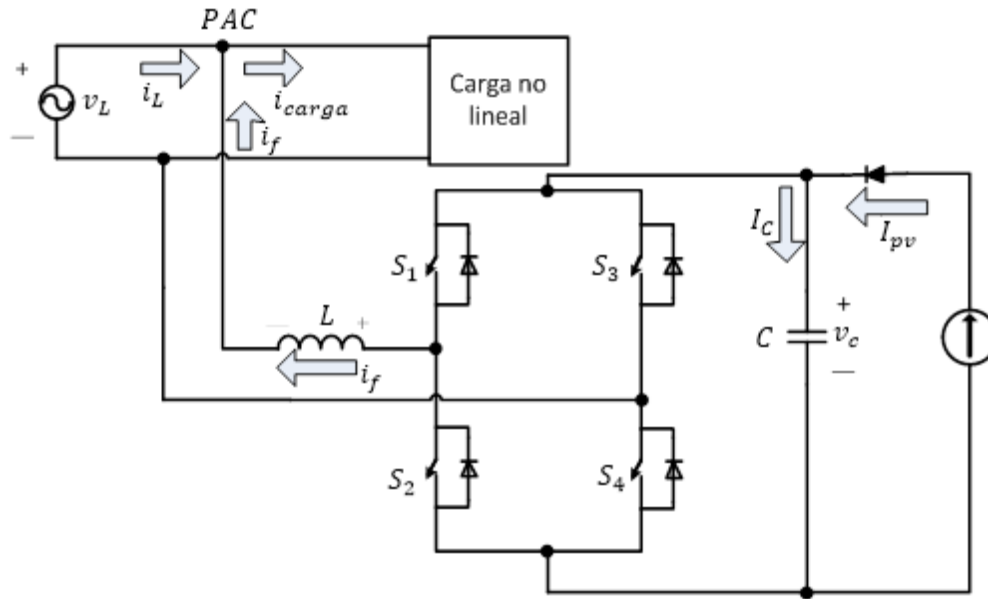 PAC
+
i_L
i_carga
v_L
i_f
—
Carga no
lineal
I_C
I_pv
S_1
S_3
L
— +
i_f
C
+
v_c
—
S_2
S_4